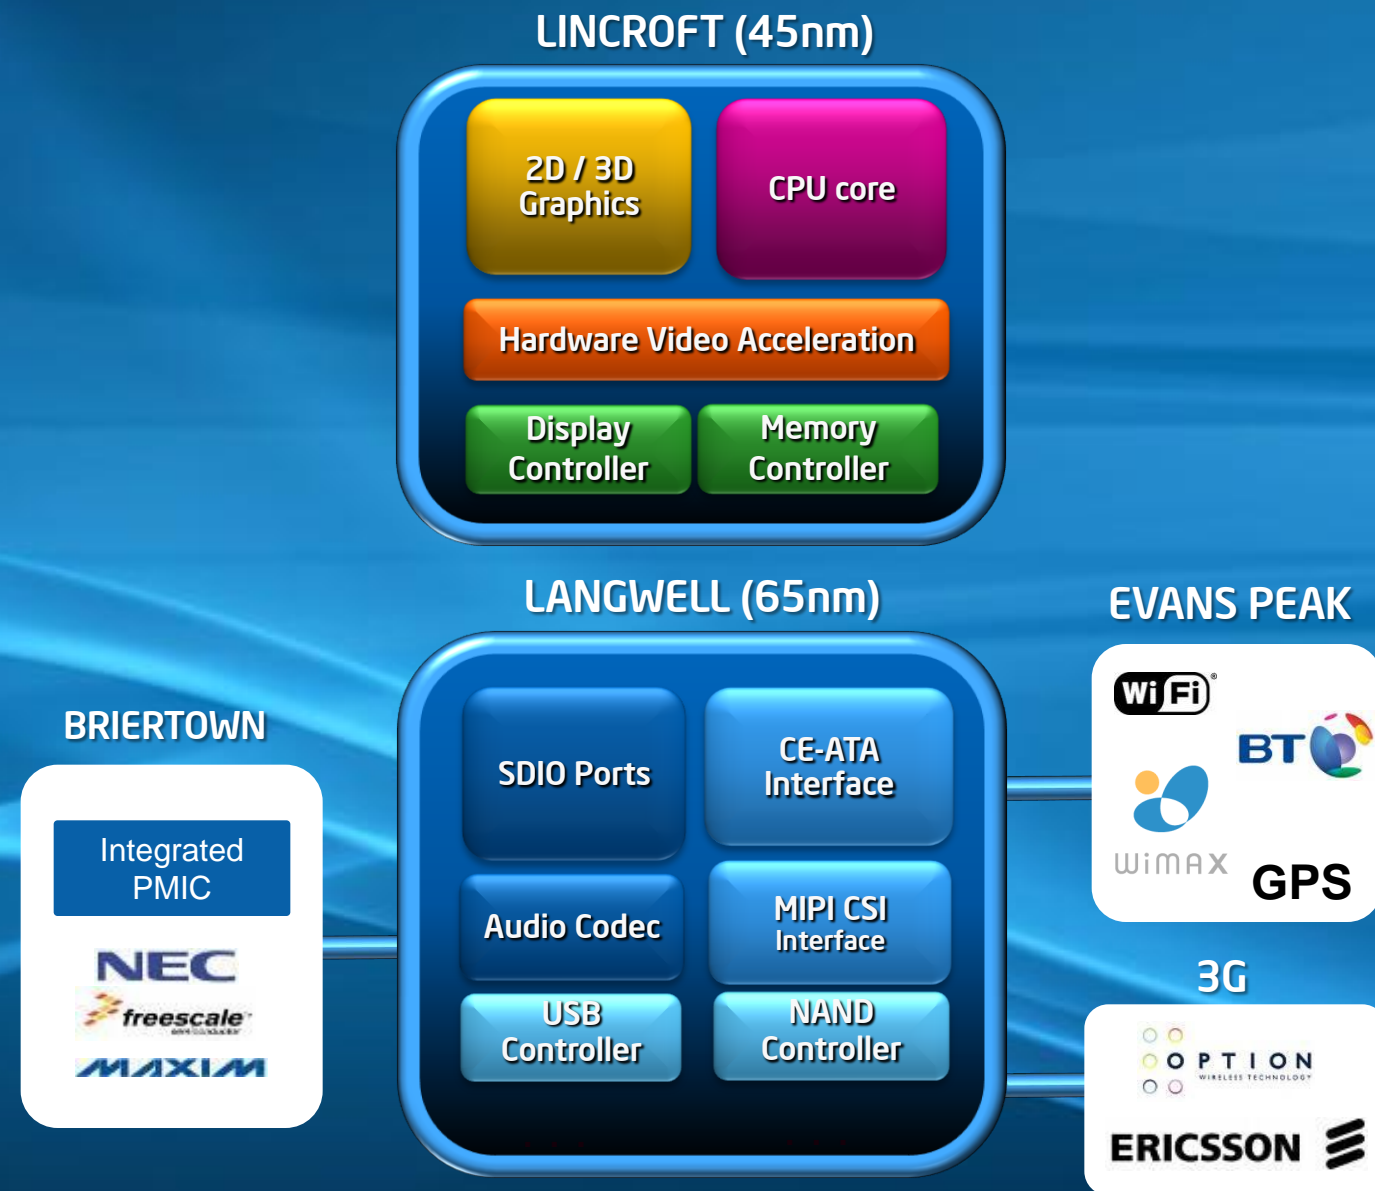 LINCROFT (45nm)
2D / 3D
Graphics
CPU core
Hardware Video Acceleration
Display
Controller
Memory
Controller
LANGWELL (65nm)
SDIO Ports
CE-ATA
Interface
Audio Codec
MIPI CSI
Interface
USB
Controller
NAND
Controller
BRIERTOWN
Integrated
PMIC
NEC
freescale
semiconductor
MAXIM
EVANS PEAK
Wi Fi®
BT
WiMAX
GPS
3G
OPTION
WIRELESS TECHNOLOGY
ERICSSON